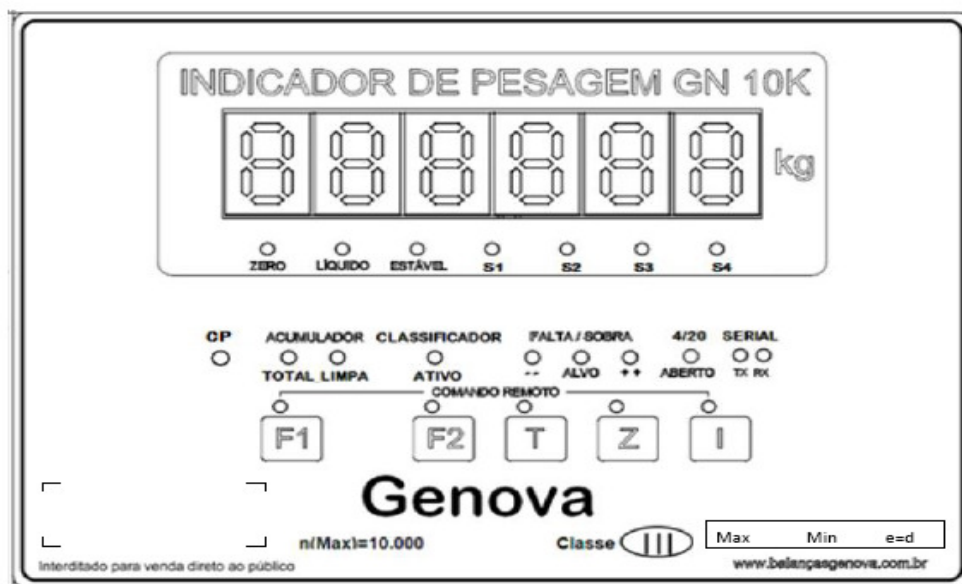 INDICADOR DE PESAGEM GN 10K
888888 kg
ZERO LÍQUIDO ESTÁVEL S1 S2 S3 S4
CP ACUMULADOR CLASSIFICADOR FALTA / SOBRA 4/20 SERIAL
TOTAL LIMPA ATIVO -- ALVO ++ ABERTO TX RX
COMANDO REMOTO
F1 F2 T Z I
Genova
n(Max)=10.000 Classe III Max Min e=d
Interditado para venda direto ao público www.balançasgenova.com.br